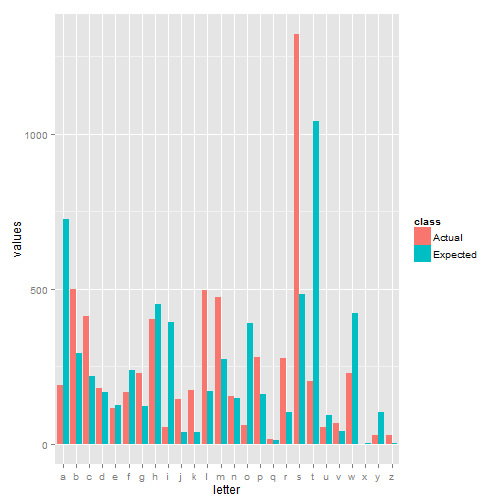 values
1000
500
0
a b c d e f g h i j k l m n o p q r s t u v w x y z
letter
class
Actual
Expected